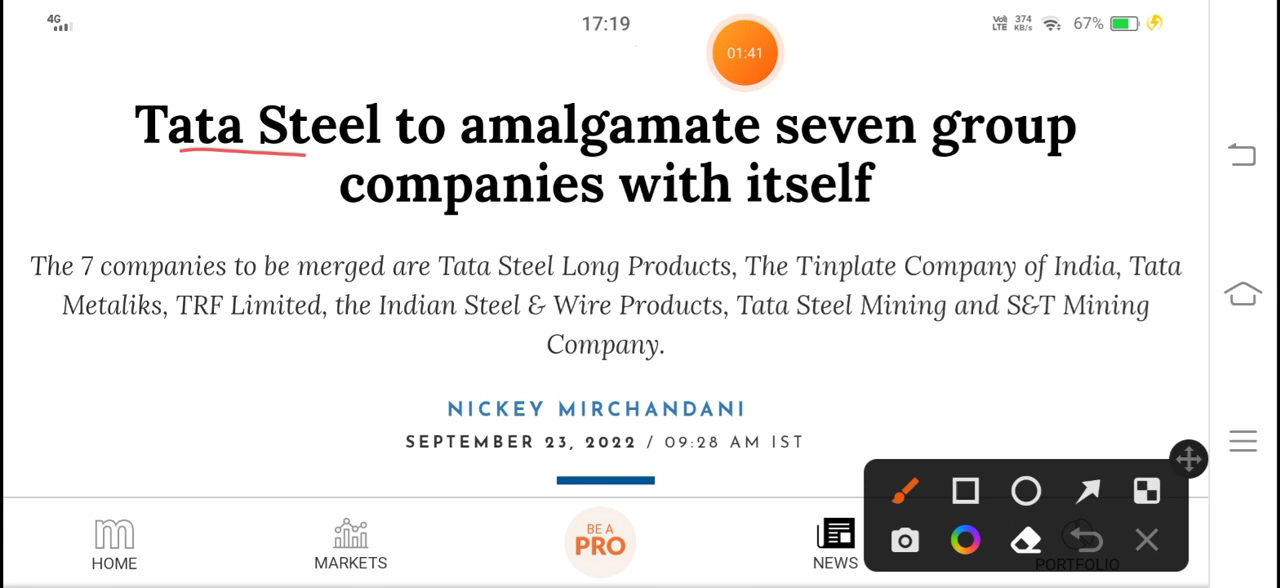 4G
17:19
01:41
Vo)
LTE
374
KB/s
67%
Tata Steel to amalgamate seven group
companies with itself
The 7 companies to be merged are Tata Steel Long Products, The Tinplate Company of India, Tata
Metaliks, TRF Limited, the Indian Steel & Wire Products, Tata Steel Mining and S&T Mining
Company.
NICKEY MIRCHANDANI
SEPTEMBER 23, 2022 / 09:28 AM IST
HOME
MARKETS
BE A
PRO
NEWS
PORTFOLIO